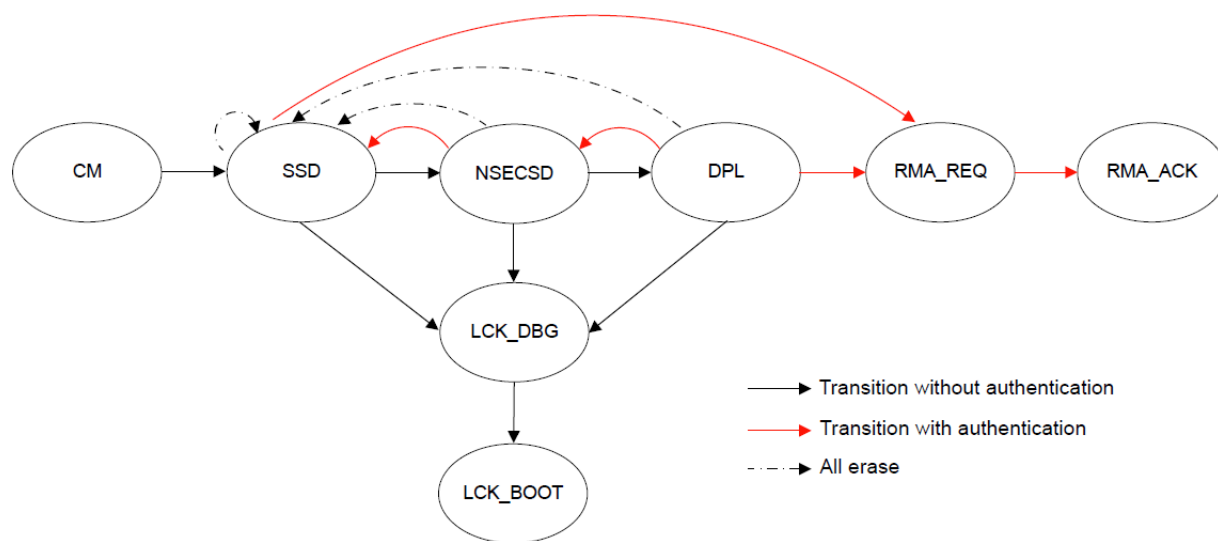 CM
SSD
NSECSD
DPL
RMA_REQ
RMA_ACK
LCK_DBG
LCK_BOOT
Transition without authentication
Transition with authentication
All erase